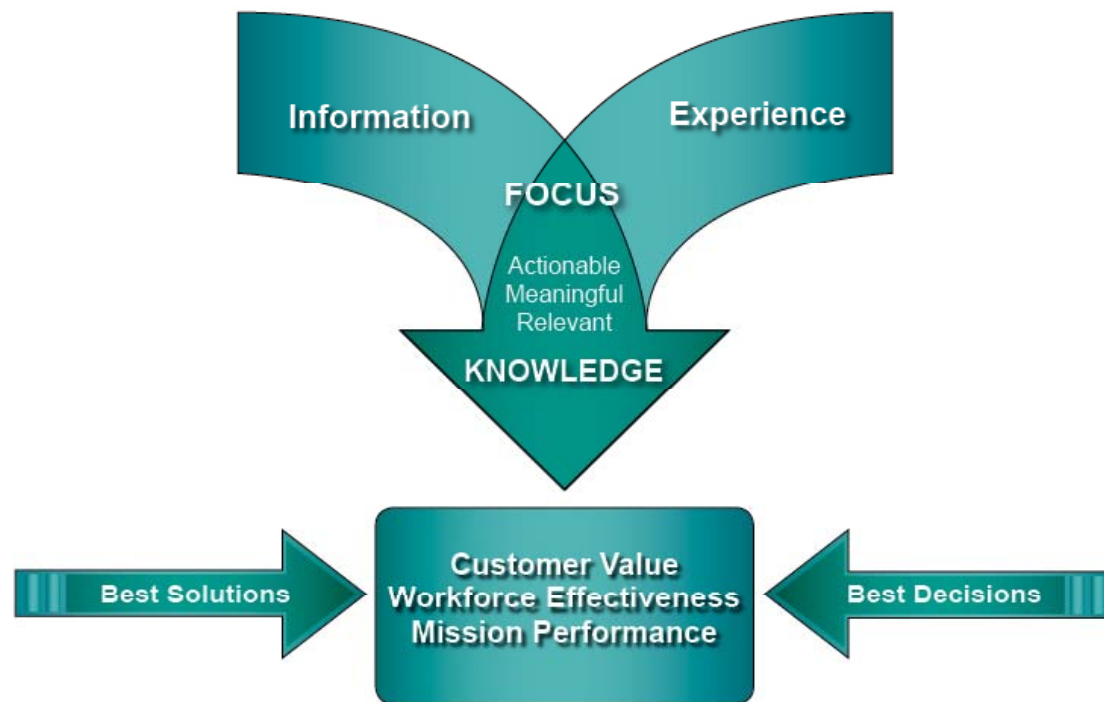 Information
Experience
FOCUS
Actionable
Meaningful
Relevant
KNOWLEDGE
Customer Value
Workforce Effectiveness
Mission Performance
Best Solutions
Best Decisions